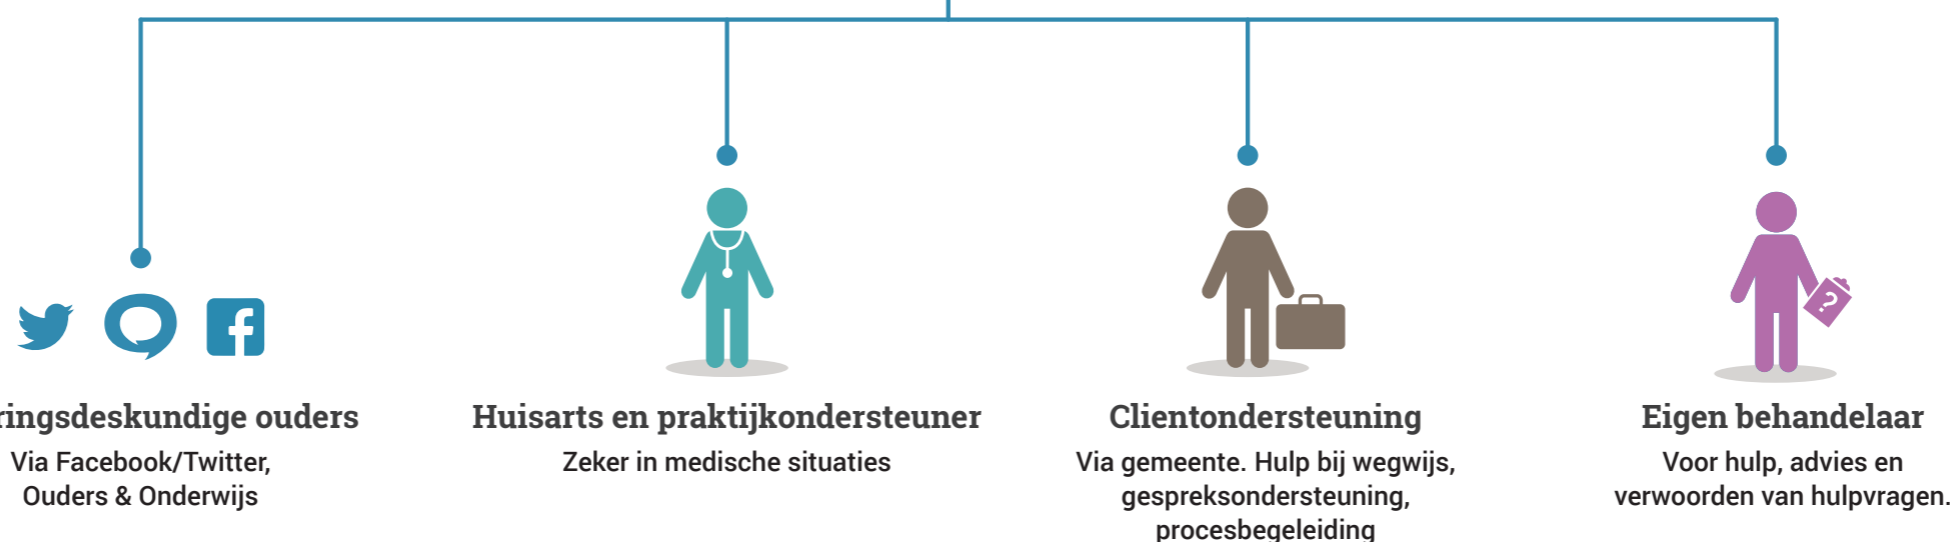 ringsdeskundige ouders
Via Facebook/Twitter,
Ouders & Onderwijs
Huisarts en praktijkondersteuner
Zeker in medische situaties
Clientondersteuning
Via gemeente. Hulp bij wegwijs,
gespreksondersteuning,
procesbegeleiding
?
Eigen behandelaar
Voor hulp, advies en
verwoorden van hulpvragen.